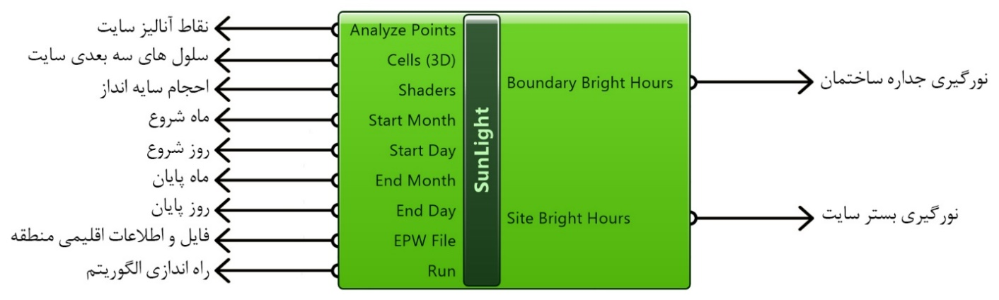 نقاط آنالیز سایت
سلول های سه بعدی سایت
احجام سایه انداز
ماه شروع
روز شروع
ماه پایان
روز پایان
فایل و اطلاعات اقلیمی منطقه
راه اندازی الگوریتم
Analyze Points
Cells (3D)
Shaders
Start Month
Start Day
End Month
End Day
EPW File
Run
SunLight
Boundary Bright Hours
Site Bright Hours
نورگیری جداره ساختمان
نورگیری بستر سایت